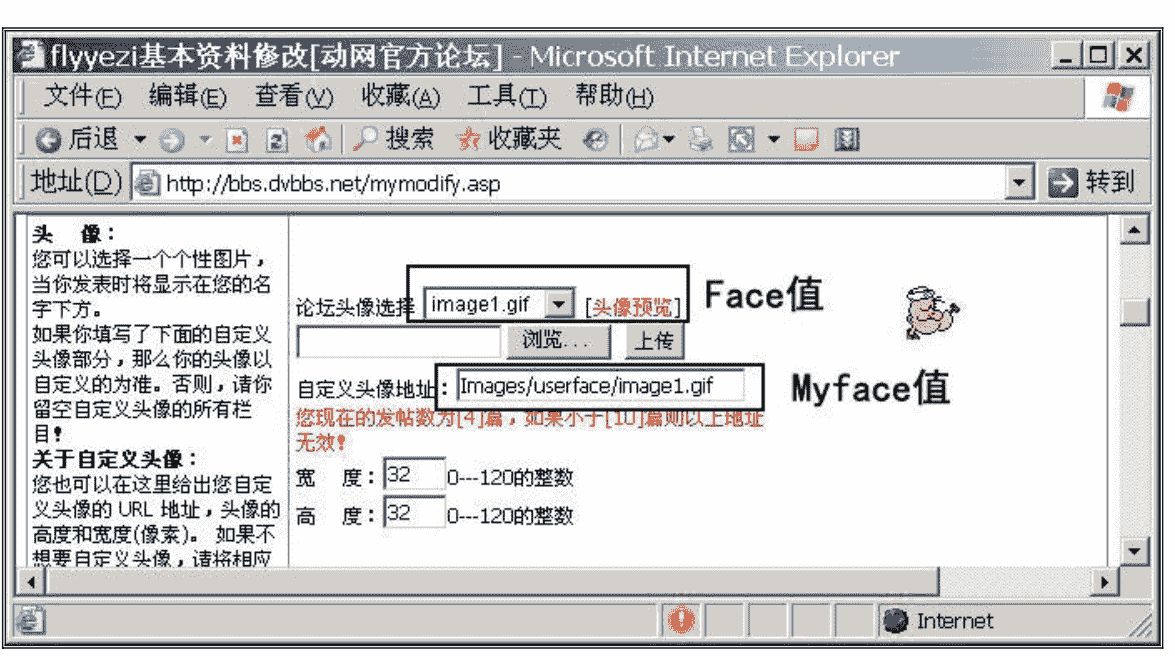 flyyezi基本资料修改[动网官方论坛] - Microsoft Internet Explorer
文件(E) 编辑(E) 查看(V) 收藏(A) 工具(T) 帮助(H)
后退 搜索 收藏夹
地址(D) http://bbs.dvbbs.net/mymodify.asp 转到
头 像：
您可以选择一个个性图片，
当你发表时将显示在您的名
字下方。
如果你填写了下面的自定义
头像部分，那么你的头像以
自定义的为准。否则，请你
留空自定义头像的所有栏
目！
关于自定义头像：
您也可以在这里给出您自定
义头像的 URL 地址，头像的
高度和宽度(像素)。 如果不
想要自定义头像，请将相应
论坛头像选择 image1.gif [头像预览] Face值
浏览... 上传
自定义头像地址： Images/userface/image1.gif Myface值
您现在的发帖数为[4]篇，如果小于[10]篇则以上地址
无效！
宽 度： 32 0---120的整数
高 度： 32 0---120的整数
Internet